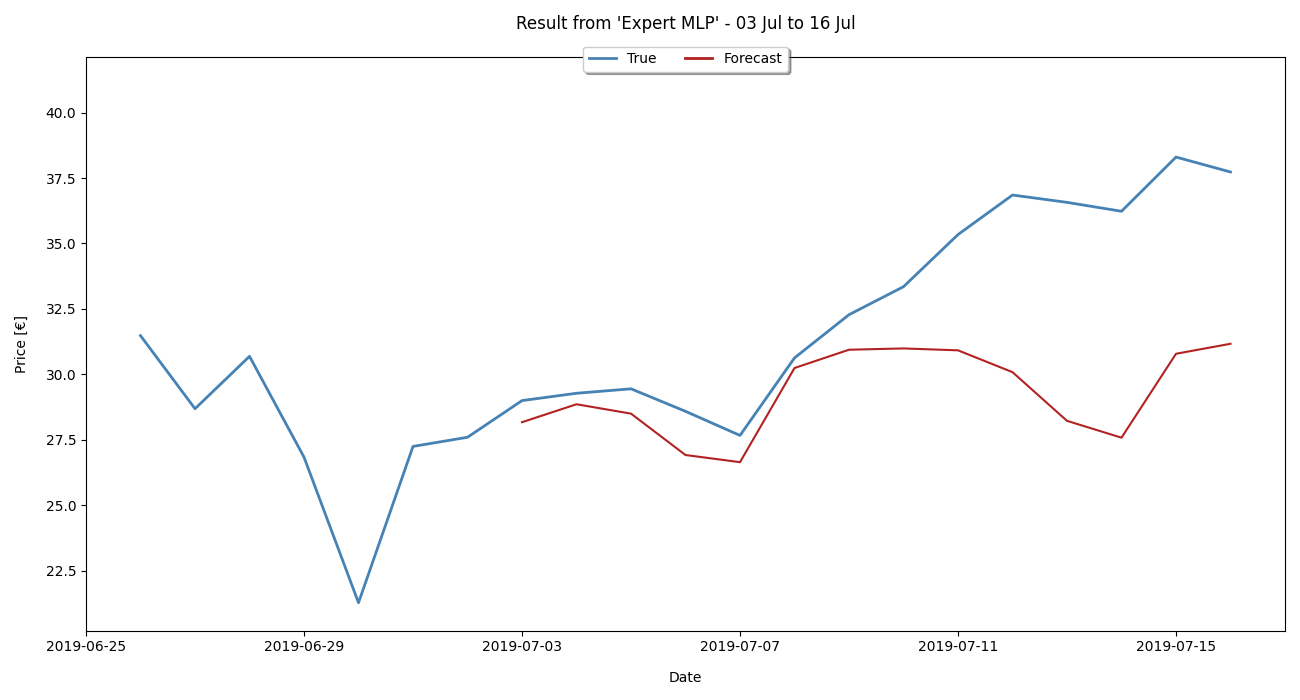 Result from 'Expert MLP' - 03 Jul to 16 Jul
True Forecast
40.0
37.5
35.0
32.5
30.0
27.5
25.0
22.5
Price [€]
2019-06-25 2019-06-29 2019-07-03 2019-07-07 2019-07-11 2019-07-15
Date